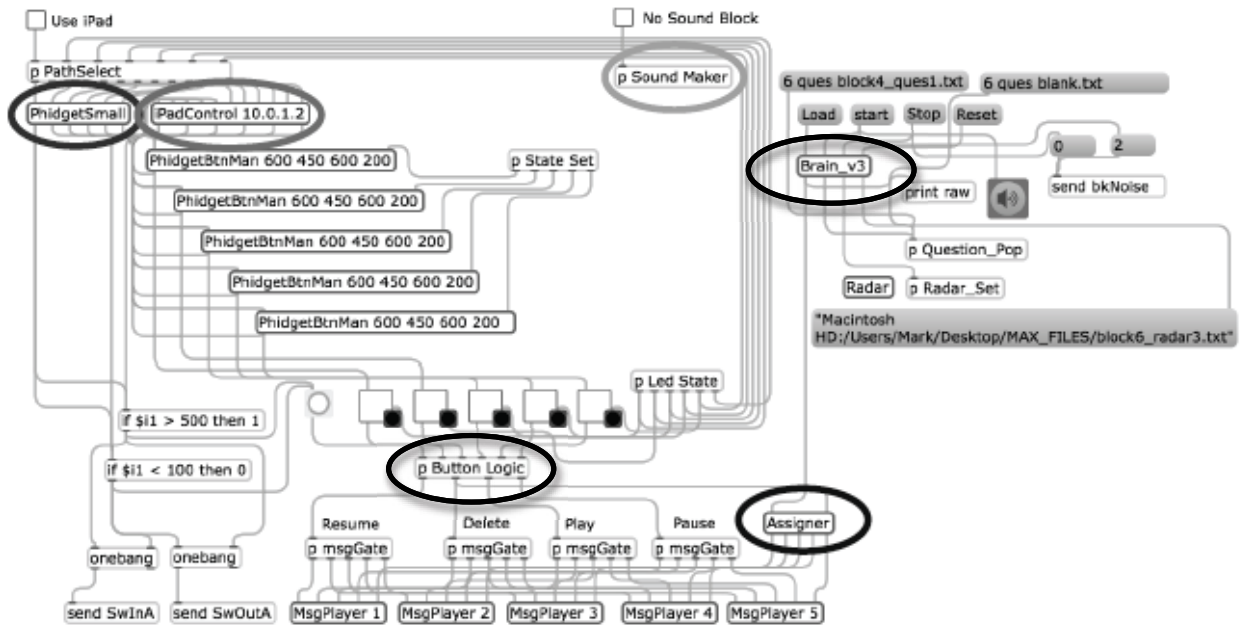 Use iPad
No Sound Block
p PathSelect
p Sound Maker
6 ques block4_ques1.txt
6 ques blank.txt
PhidgetSmall
iPadControl 10.0.1.2
Load
start
Stop
Reset
0
2
PhidgetBtnMan 600 450 600 200
p State Set
Brain_v3
print raw
send bkNoise
PhidgetBtnMan 600 450 600 200
PhidgetBtnMan 600 450 600 200
p Question_Pop
PhidgetBtnMan 600 450 600 200
Radar
p Radar_Set
PhidgetBtnMan 600 450 600 200
"Macintosh
HD:/Users/Mark/Desktop/MAX_FILES/block6_radar3.txt"
p Led State
if $i1 > 500 then 1
if $i1 < 100 then 0
p Button Logic
Resume
Delete
Play
Pause
Assigner
p msgGate
p msgGate
p msgGate
p msgGate
onebang
onebang
send SwInA
send SwOutA
MsgPlayer 1
MsgPlayer 2
MsgPlayer 3
MsgPlayer 4
MsgPlayer 5